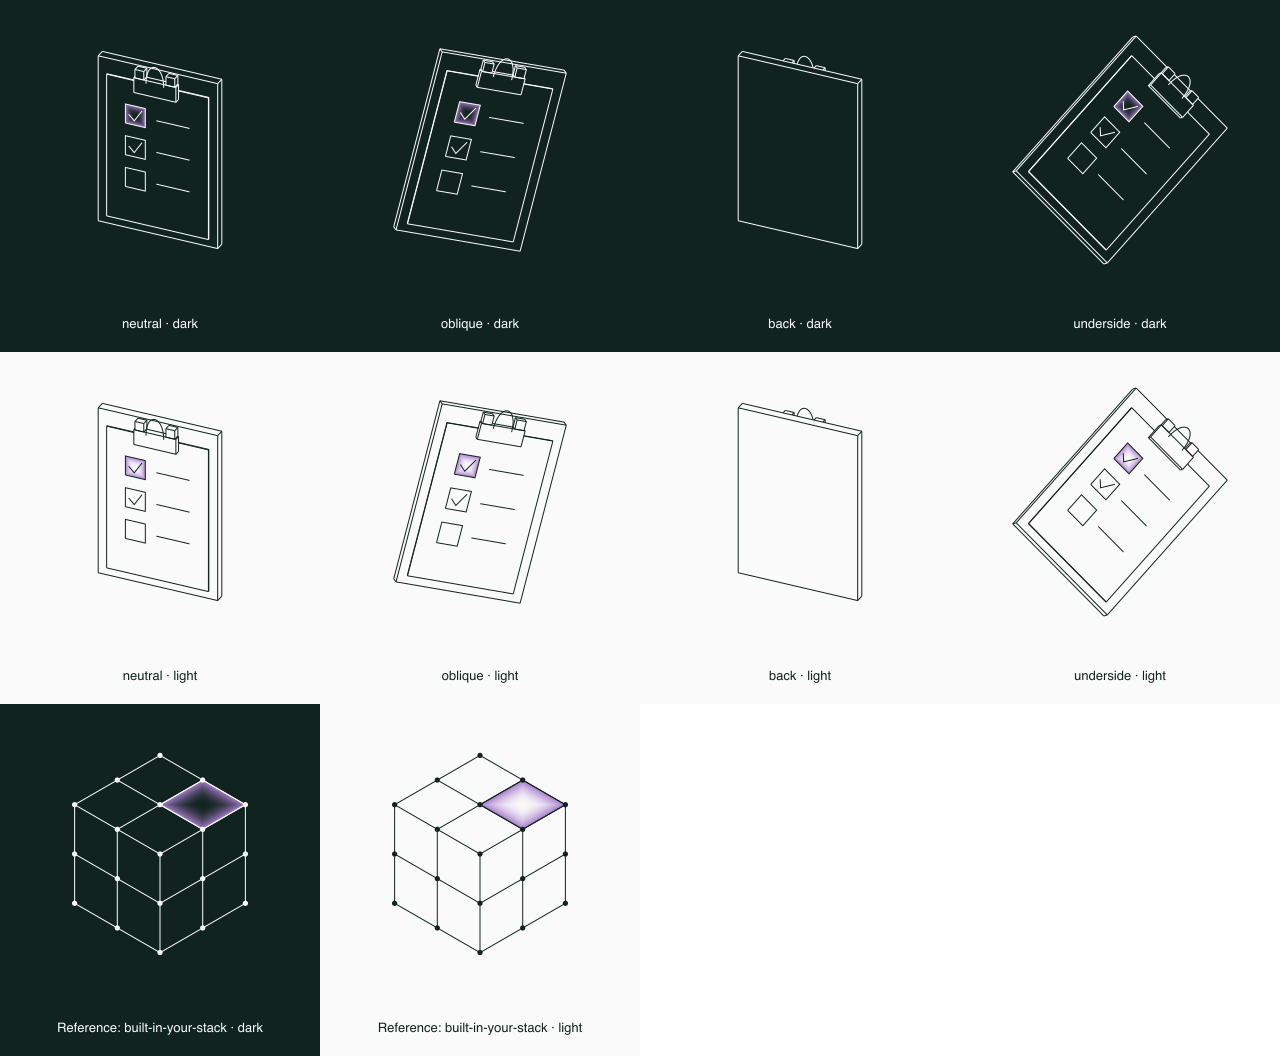 neutral · dark
oblique · dark
back · dark
underside · dark
neutral · light
oblique · light
back · light
underside · light
Reference: built-in-your-stack · dark
Reference: built-in-your-stack · light